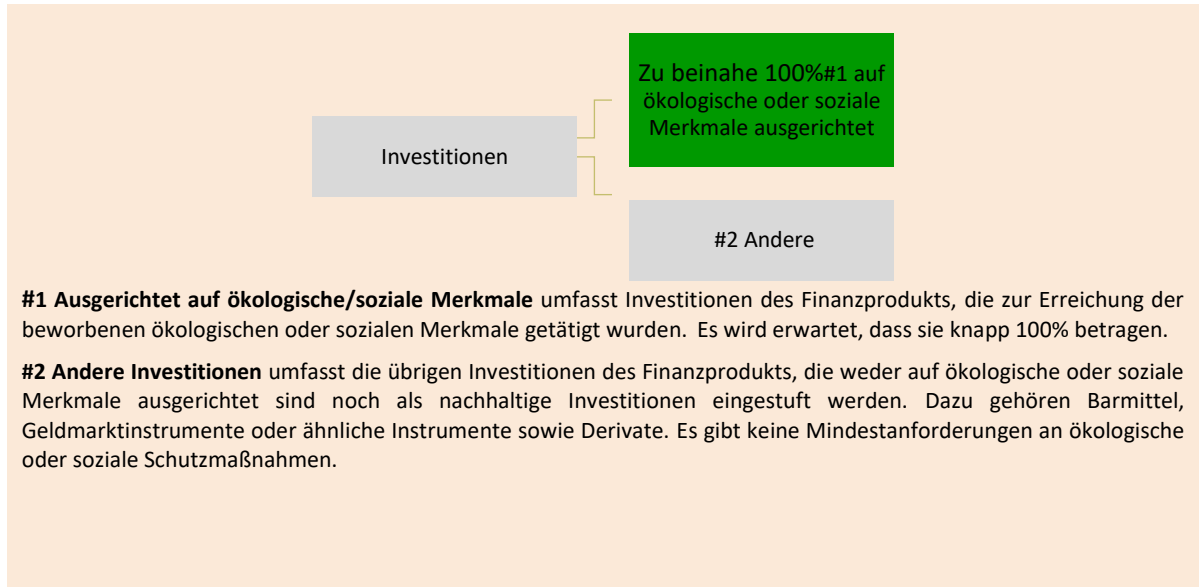 Zu beinahe 100%#1 auf
ökologische oder soziale
Merkmale ausgerichtet
Investitionen
#2 Andere
#1 Ausgerichtet auf ökologische/soziale Merkmale umfasst Investitionen des Finanzprodukts, die zur Erreichung der
beworbenen ökologischen oder sozialen Merkmale getätigt wurden. Es wird erwartet, dass sie knapp 100% betragen.
#2 Andere Investitionen umfasst die übrigen Investitionen des Finanzprodukts, die weder auf ökologische oder soziale
Merkmale ausgerichtet sind noch als nachhaltige Investitionen eingestuft werden. Dazu gehören Barmittel,
Geldmarktinstrumente oder ähnliche Instrumente sowie Derivate. Es gibt keine Mindestanforderungen an ökologische
oder soziale Schutzmaßnahmen.